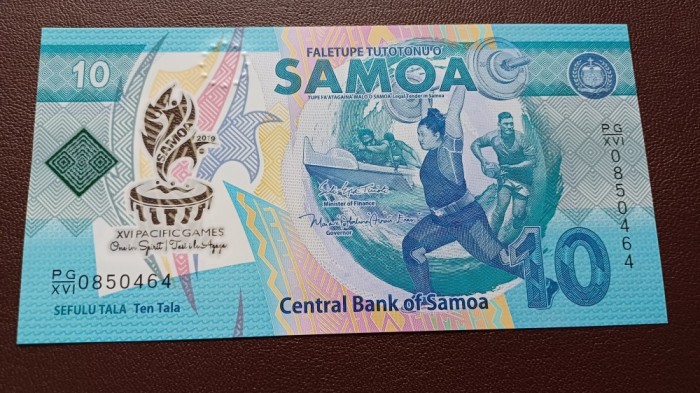 10
FALETUPE TUTOTONU O
SAMOA
TUPE FA'ATAGAINA MALO O SAMOA Legal Tender in Samoa
SAMOA 2019
XVI PACIFIC GAMES
One in Spirit
PG/XVI 0850464
Minister of Finance
Governor
PG/XVI 0850464
SEFULU TALA Ten Tala
Central Bank of Samoa
10